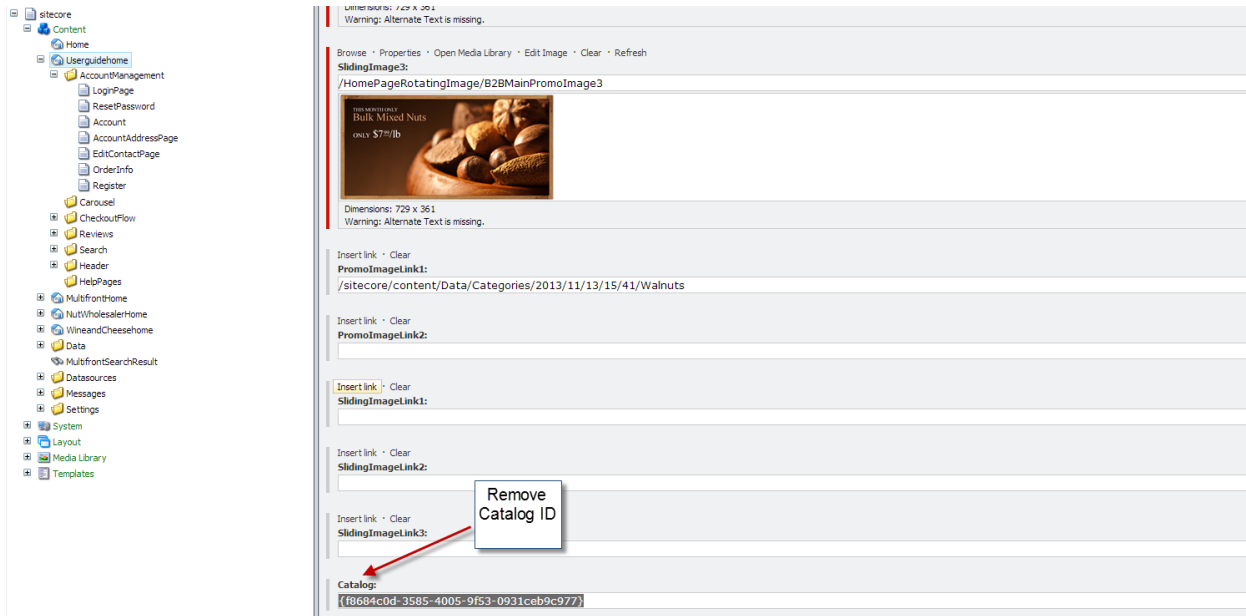 sitecore
Content
Home
Userguidehome
AccountManagement
LoginPage
ResetPassword
Account
AccountAddressPage
EditContactPage
OrderInfo
Register
Carousel
CheckoutFlow
Reviews
Search
Header
HelpPages
MultifrontHome
NutWholesalerHome
WineandCheesehome
Data
MultifrontSearchResult
Datasources
Messages
Settings
System
Layout
Media Library
Templates
Dimensions: 729 x 361
Warning: Alternate Text is missing.
Browse · Properties · Open Media Library · Edit Image · Clear · Refresh
SlidingImage3:
/HomePageRotatingImage/B2BMainPromoImage3
THIS MONTH ONLY
Bulk Mixed Nuts
ONLY $7⁹⁹/lb
Dimensions: 729 x 361
Warning: Alternate Text is missing.
Insert link · Clear
PromoImageLink1:
/sitecore/content/Data/Categories/2013/11/13/15/41/Walnuts
Insert link · Clear
PromoImageLink2:
Insert link · Clear
SlidingImageLink1:
Insert link · Clear
SlidingImageLink2:
Remove
Catalog ID
Insert link · Clear
SlidingImageLink3:
Catalog:
{f8684c0d-3585-4005-9f53-0931ceb9c977}